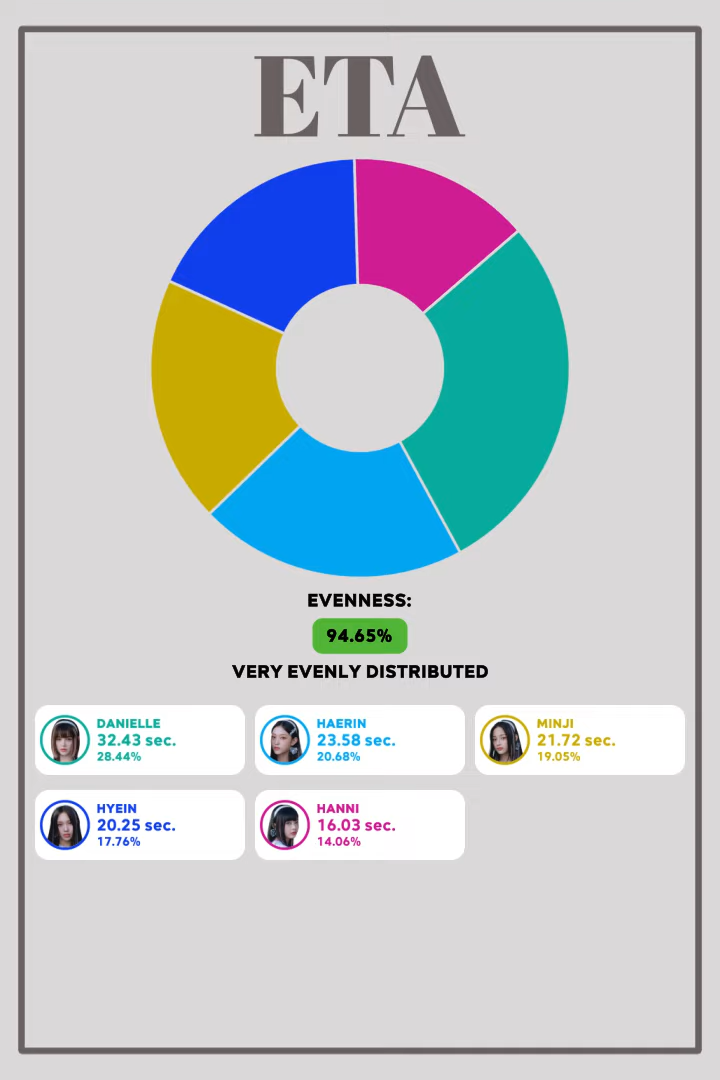 ETA
EVENNESS:
94.65%
VERY EVENLY DISTRIBUTED
DANIELLE
32.43 sec.
28.44%
HAERIN
23.58 sec.
20.68%
MINJI
21.72 sec.
19.05%
HYEIN
20.25 sec.
17.76%
HANNI
16.03 sec.
14.06%